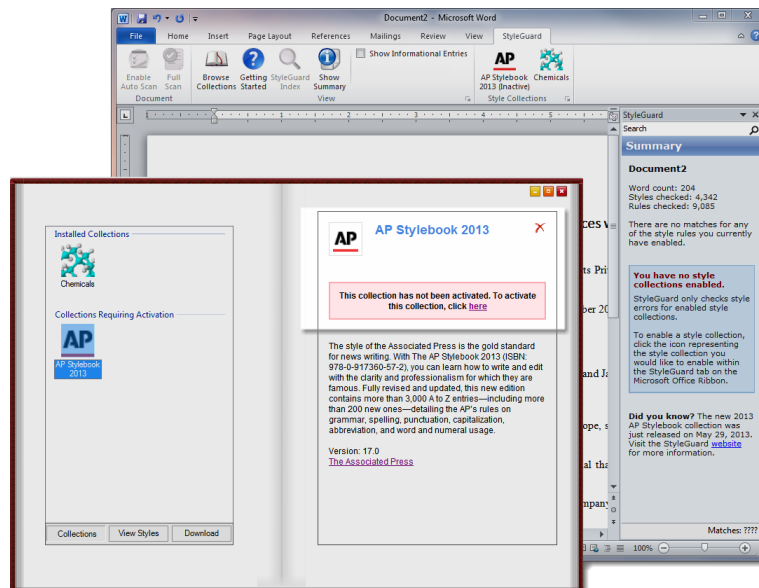 Document2 - Microsoft Word
File Home Insert Page Layout References Mailings Review View StyleGuard
Enable Auto Scan
Full Scan
Document
Browse Collections
Getting Started
StyleGuard Index
Show Summary
Show Informational Entries
View
AP
AP Stylebook 2013 (Inactive)
Chemicals
Style Collections
L
1 2 3 4 5
StyleGuard
Search
Summary
Document2
Word count: 204
Styles checked: 4,342
Rules checked: 9,085
There are no matches for any
of the style rules you currently
have enabled.
You have no style
collections enabled.
StyleGuard only checks style
errors for enabled style
collections.
To enable a style collection,
click the icon representing
the style collection you
would like to enable within
the StyleGuard tab on the
Microsoft Office Ribbon.
Did you know? The new 2013
AP Stylebook collection was
just released on May 29, 2013.
Visit the StyleGuard website
for more information.
Matches: ????
100%
Installed Collections
Chemicals
Collections Requiring Activation
AP
AP Stylebook
2013
Collections View Styles Download
AP
AP Stylebook 2013
This collection has not been activated. To activate
this collection, click here
The style of the Associated Press is the gold standard
for news writing. With The AP Stylebook 2013 (ISBN:
978-0-917360-57-2), you can learn how to write and edit
with the clarity and professionalism for which they are
famous. Fully revised and updated, this new edition
contains more than 3,000 A to Z entries—including more
than 200 new ones—detailing the AP's rules on
grammar, spelling, punctuation, capitalization,
abbreviation, and word and numeral usage.
Version: 17.0
The Associated Press